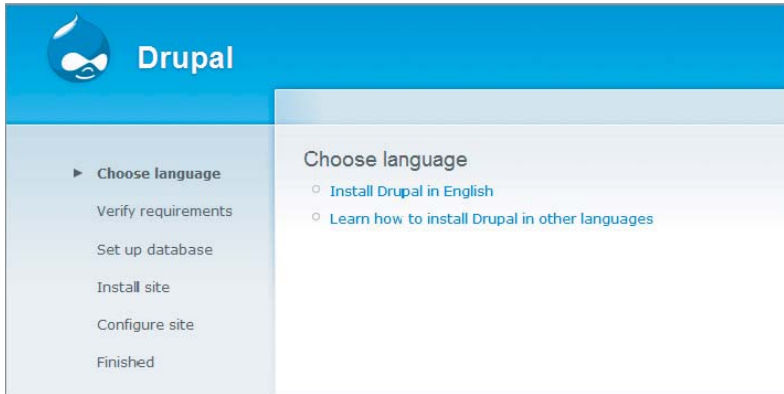 Drupal
Choose language
Verify requirements
Set up database
Install site
Configure site
Finished
Choose language
Install Drupal in English
Learn how to install Drupal in other languages